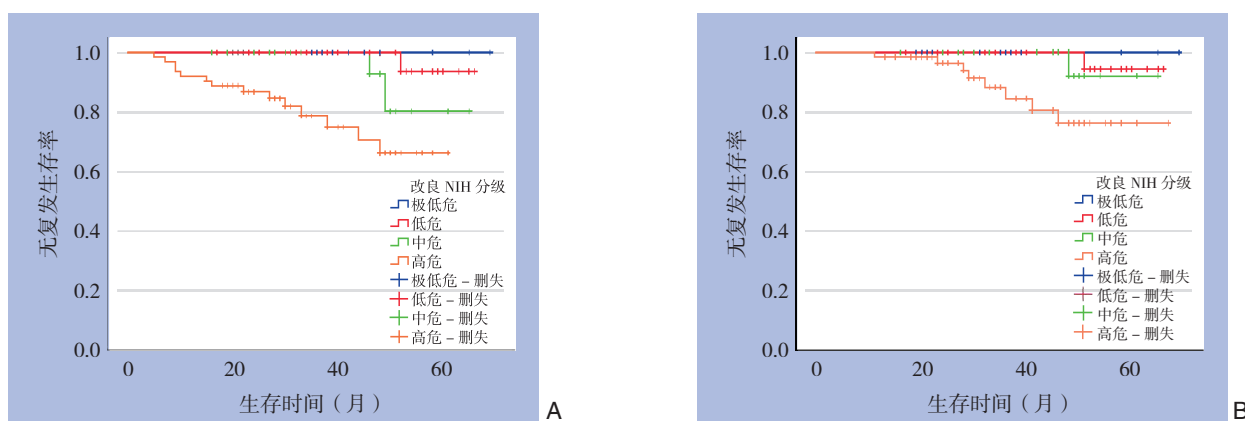 1.0
0.8
0.6
0.4
0.2
0.0
无复发生存率
改良 NIH 分级
极低危
低危
中危
高危
极低危 – 删失
低危 – 删失
中危 – 删失
高危 – 删失
0 20 40 60
生存时间（月）
A
1.0
0.8
0.6
0.4
0.2
0.0
无复发生存率
改良 NIH 分级
极低危
低危
中危
高危
极低危 – 删失
低危 – 删失
中危 – 删失
高危 – 删失
0 20 40 60
生存时间（月）
B